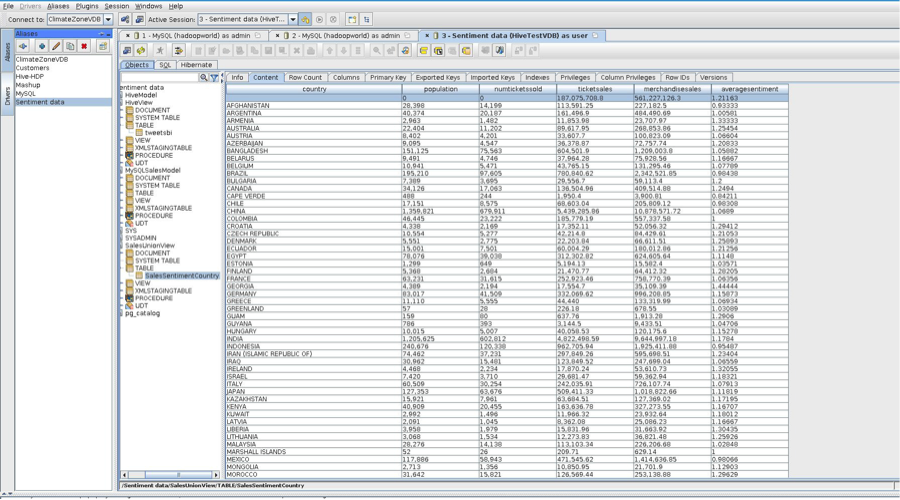 File Drivers Aliases Plugins Session Windows Help
Connect to: ClimateZoneVDB Active Session: 3 - Sentiment data (HiveT...
Aliases
Drivers
Aliases
ClimateZoneVDB
Customers
Hive-HDP
Mashup
MySQL
Sentiment data
1 - MySQL (hadoopworld) as admin 2 - MySQL (hadoopworld) as admin 3 - Sentiment data (HiveTestVDB) as user
Objects SQL Hibernate
entiment data
HiveModel
HiveView
DOCUMENT
SYSTEM TABLE
TABLE
tweetsbi
VIEW
XMLSTAGINGTABLE
PROCEDURE
UDT
MySQLSalesModel
DOCUMENT
SYSTEM TABLE
TABLE
VIEW
XMLSTAGINGTABLE
PROCEDURE
UDT
SYS
SYSADMIN
SalesUnionView
DOCUMENT
SYSTEM TABLE
TABLE
SalesSentimentCountry
VIEW
XMLSTAGINGTABLE
PROCEDURE
UDT
pg_catalog
Info Content Row Count Columns Primary Key Exported Keys Imported Keys Indexes Privileges Column Privileges Row IDs Versions
country population numticketssold ticketsales merchandisesales averagesentiment
0 0 187,075,708.8 561,227,126.3 1.21163
AFGHANISTAN 28,398 14,199 113,591.25 227,182.5 0.93333
ARGENTINA 40,374 20,187 161,496.9 484,490.69 1.00581
ARMENIA 2,963 1,482 11,853.98 23,707.97 1.33333
AUSTRALIA 22,404 11,202 89,617.95 268,853.86 1.25454
AUSTRIA 8,402 4,201 33,607.7 100,823.09 1.06604
AZERBAIJAN 9,095 4,547 36,378.87 72,757.74 1.20833
BANGLADESH 151,125 75,563 604,501.9 1,209,003.8 1.05882
BELARUS 9,491 4,746 37,964.28 75,928.56 1.16667
BELGIUM 10,941 5,471 43,765.15 131,295.46 1.07789
BRAZIL 195,210 97,605 780,840.62 2,342,521.85 0.98438
BULGARIA 7,389 3,695 29,556.7 59,113.4 1.2
CANADA 34,126 17,063 136,504.96 409,514.88 1.2494
CAPE VERDE 488 244 1,950.4 3,900.81 0.84211
CHILE 17,151 8,575 68,603.04 205,809.12 0.98308
CHINA 1,359,821 679,911 5,439,285.86 10,878,571.72 1.0689
COLOMBIA 46,445 23,222 185,779.19 557,337.58 1
CROATIA 4,338 2,169 17,352.11 52,056.32 1.29412
CZECH REPUBLIC 10,554 5,277 42,214.8 84,429.61 1.21053
DENMARK 5,551 2,775 22,203.84 66,611.51 1.25893
ECUADOR 15,001 7,501 60,004.29 180,012.86 1.21256
EGYPT 78,076 39,038 312,302.82 624,605.64 1.1148
ESTONIA 1,299 649 5,194.13 15,582.4 1.03571
FINLAND 5,368 2,684 21,470.77 64,412.32 1.28205
FRANCE 63,231 31,615 252,923.46 758,770.39 1.06356
GEORGIA 4,389 2,194 17,554.7 35,109.39 1.44444
GERMANY 83,017 41,509 332,069.62 996,208.85 1.15873
GREECE 11,110 5,555 44,440 133,319.99 1.06934
GREENLAND 57 28 226.18 678.55 1.03089
GUAM 159 80 637.76 1,913.28 1.2906
GUYANA 786 393 3,144.5 9,433.51 1.04706
HUNGARY 10,015 5,007 40,058.53 120,175.6 1.15278
INDIA 1,205,625 602,812 4,822,498.59 9,644,997.18 1.1784
INDONESIA 240,676 120,338 962,705.94 1,925,411.88 0.95487
IRAN (ISLAMIC REPUBLIC OF) 74,462 37,231 297,849.26 595,698.51 1.23404
IRAQ 30,962 15,481 123,849.52 247,699.04 1.06559
IRELAND 4,468 2,234 17,870.24 53,610.73 1.32055
ISRAEL 7,420 3,710 29,681.47 59,362.94 1.18321
ITALY 60,509 30,254 242,035.91 726,107.74 1.07913
JAPAN 127,353 63,676 509,411.33 1,018,822.66 1.11819
KAZAKHSTAN 15,921 7,961 63,684.51 127,369.02 1.17195
KENYA 40,909 20,455 163,636.78 327,273.55 1.16707
KUWAIT 2,992 1,496 11,966.32 23,932.64 1.18012
LATVIA 2,091 1,045 8,362.08 25,086.23 1.16667
LIBERIA 3,958 1,979 15,831.96 31,663.92 1.30435
LITHUANIA 3,068 1,534 12,273.83 36,821.48 1.25926
MALAYSIA 28,276 14,138 113,103.34 226,206.68 1.02848
MARSHALL ISLANDS 52 26 209.71 629.14 1
MEXICO 117,886 58,943 471,545.62 1,414,636.85 0.98066
MONGOLIA 2,713 1,356 10,850.95 21,701.9 1.12903
MOROCCO 31,642 15,821 126,569.44 253,138.88 1.29629
/Sentiment data/SalesUnionView/TABLE/SalesSentimentCountry